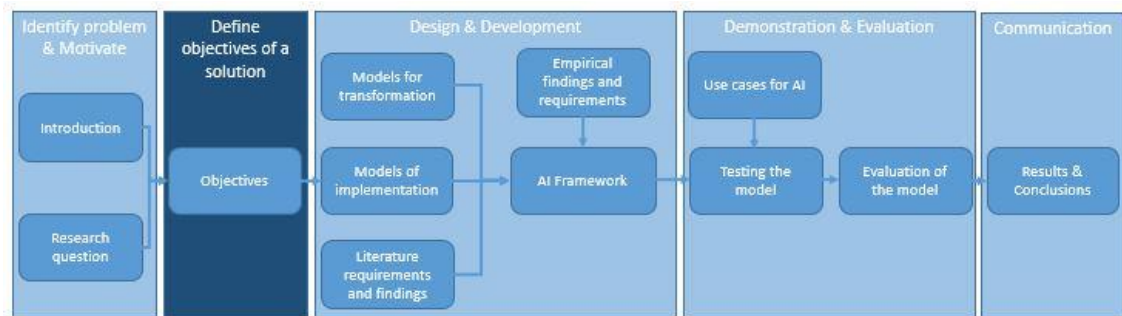 Identify problem
& Motivate
Introduction
Research
question
Define
objectives of a
solution
Objectives
Design & Development
Models for
transformation
Models of
implementation
Literature
requirements
and findings
Empirical
findings and
requirements
AI Framework
Demonstration & Evaluation
Use cases for AI
Testing the
model
Evaluation of
the model
Communication
Results &
Conclusions